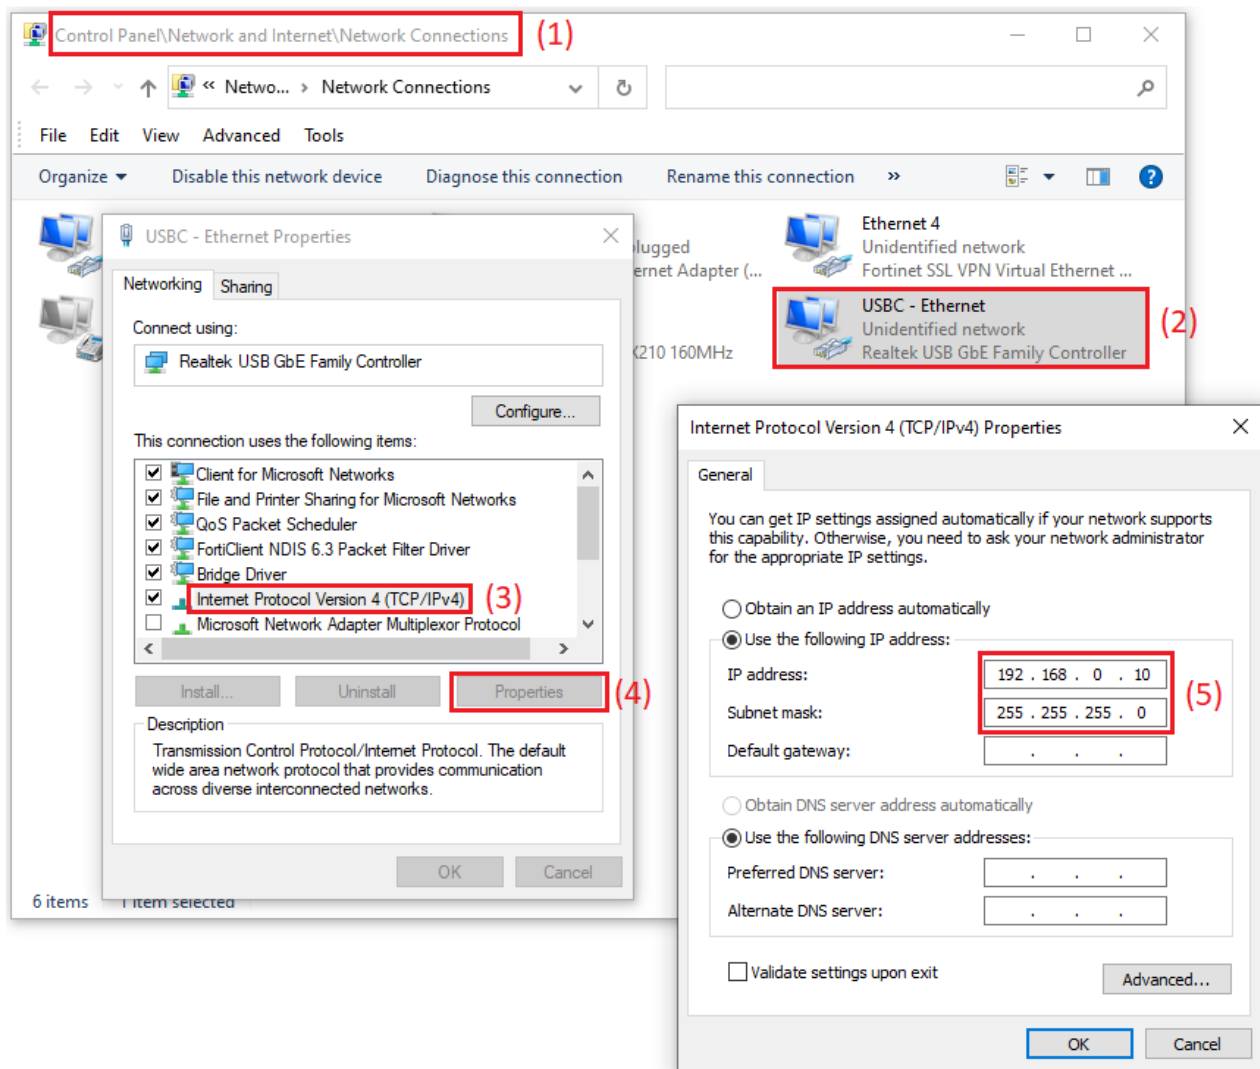 Control Panel\Network and Internet\Network Connections (1)
« Netwo... > Network Connections
File Edit View Advanced Tools
Organize Disable this network device Diagnose this connection Rename this connection »
USBC - Ethernet Properties
Networking Sharing
Connect using:
Realtek USB GbE Family Controller
Configure...
This connection uses the following items:
Client for Microsoft Networks
File and Printer Sharing for Microsoft Networks
QoS Packet Scheduler
FortiClient NDIS 6.3 Packet Filter Driver
Bridge Driver
Internet Protocol Version 4 (TCP/IPv4) (3)
Microsoft Network Adapter Multiplexor Protocol
Install... Uninstall Properties (4)
Description
Transmission Control Protocol/Internet Protocol. The default
wide area network protocol that provides communication
across diverse interconnected networks.
OK Cancel
6 items 1 item selected
ernet Adapter (...
210 160MHz
Ethernet 4
Unidentified network
Fortinet SSL VPN Virtual Ethernet ...
USBC - Ethernet
Unidentified network (2)
Realtek USB GbE Family Controller
Internet Protocol Version 4 (TCP/IPv4) Properties
General
You can get IP settings assigned automatically if your network supports
this capability. Otherwise, you need to ask your network administrator
for the appropriate IP settings.
Obtain an IP address automatically
Use the following IP address:
IP address: 192 . 168 . 0 . 10
Subnet mask: 255 . 255 . 255 . 0 (5)
Default gateway: . . .
Obtain DNS server address automatically
Use the following DNS server addresses:
Preferred DNS server: . . .
Alternate DNS server: . . .
Validate settings upon exit
Advanced...
OK Cancel